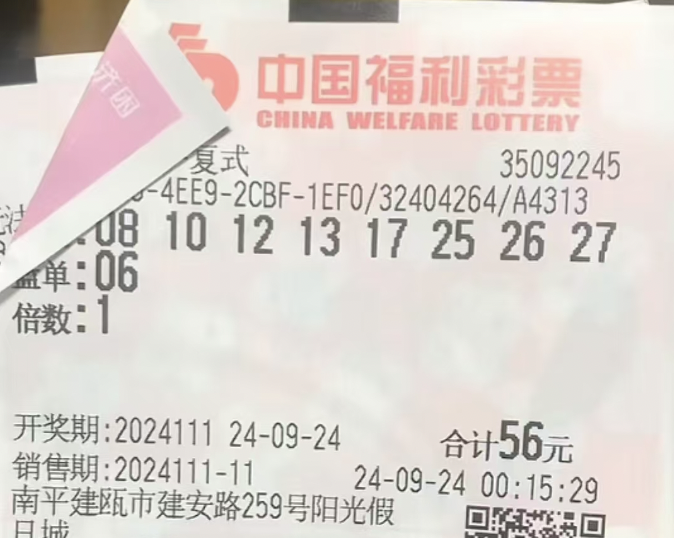 济困
中国福利彩票
CHINA WELFARE LOTTERY
复式 35092245
-4EE9-2CBF-1EF0/32404264/A4313
:08 10 12 13 17 25 26 27
蓝单:06
倍数:1
开奖期:2024111 24-09-24 合计56元
销售期:2024111-11 24-09-24 00:15:29
南平建瓯市建安路259号阳光假
日城